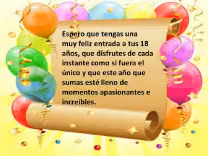 Espero que tengas una
muy feliz entrada a tus 18
años, que disfrutes de cada
instante como si fuera el
único y que este año que
sumas esté lleno de
momentos apasionantes e
increíbles.